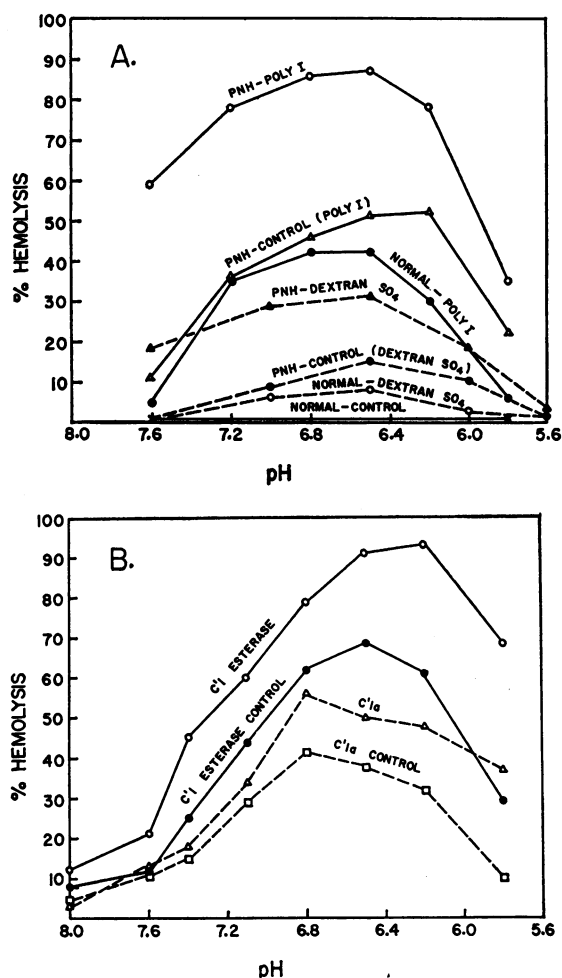 100
90
80
70
60
50
40
30
20
10
% HEMOLYSIS
A.
PNH-POLY I
PNH-CONTROL (POLY I)
NORMAL-POLY I
PNH-DEXTRAN SO4
PNH-CONTROL (DEXTRAN SO4)
NORMAL-DEXTRAN SO4
NORMAL-CONTROL
8.0 7.6 7.2 6.8 6.4 6.0 5.6
pH
100
90
80
70
60
50
40
30
20
10
% HEMOLYSIS
B.
C'1 ESTERASE
C'1 ESTERASE CONTROL
C'1a
C'1a CONTROL
8.0 7.6 7.2 6.8 6.4 6.0 5.6
pH